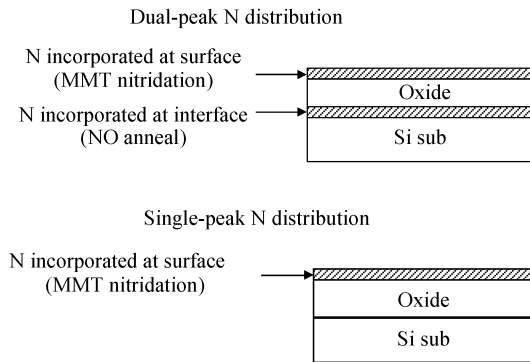 Dual-peak N distribution
N incorporated at surface
(MMT nitridation)
Oxide
N incorporated at interface
(NO anneal)
Si sub
Single-peak N distribution
N incorporated at surface
(MMT nitridation)
Oxide
Si sub